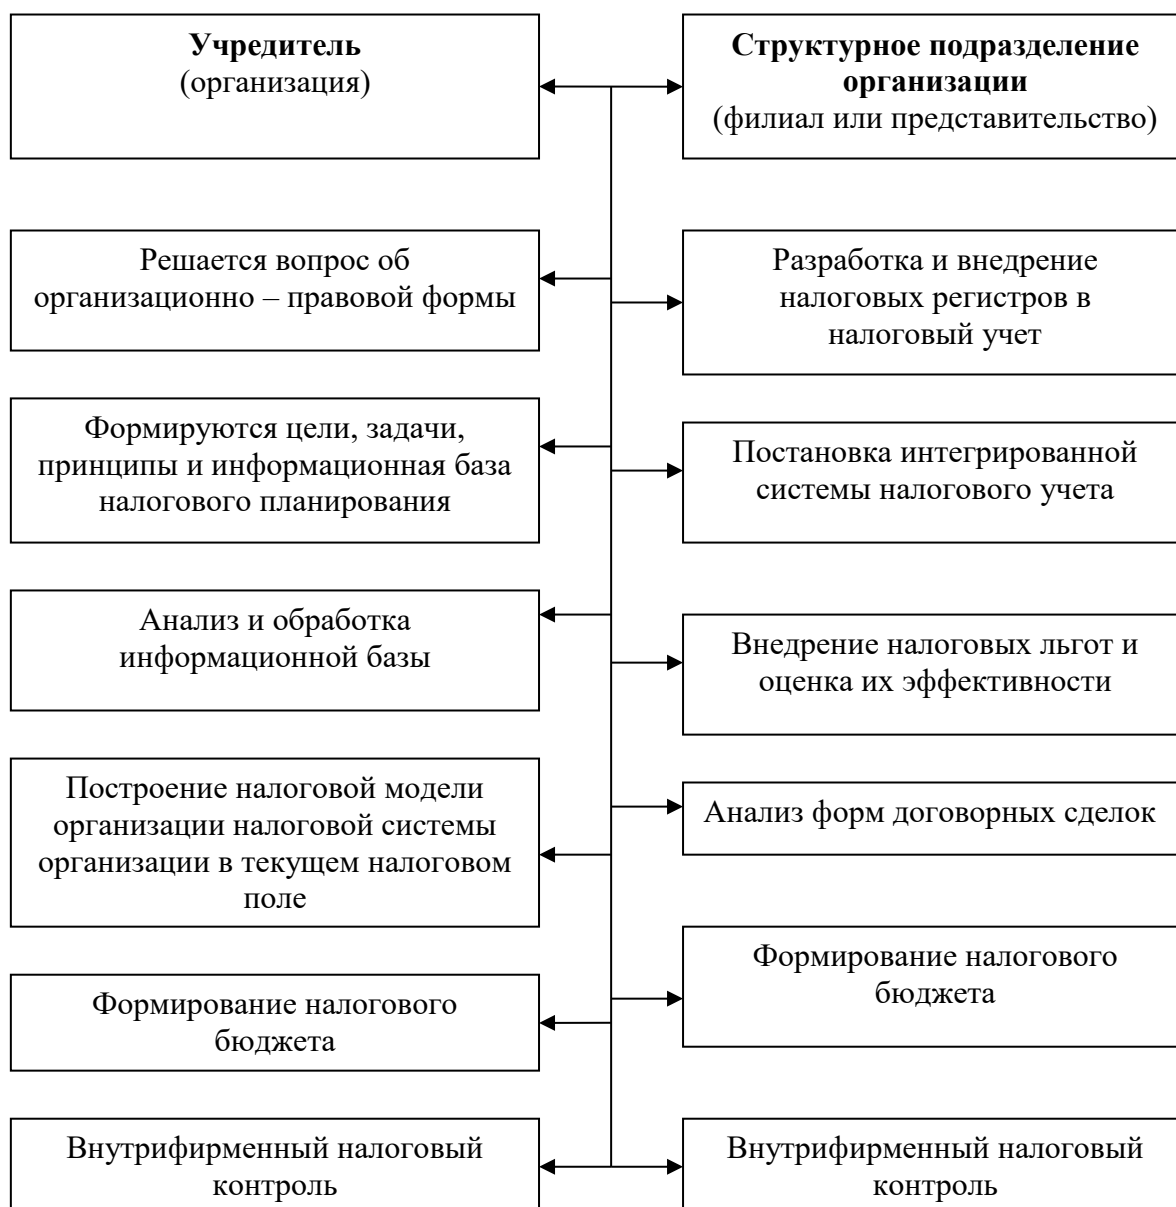 Учредитель
(организация)
Структурное подразделение
организации
(филиал или представительство)
Решается вопрос об
организационно – правовой формы
Разработка и внедрение
налоговых регистров в
налоговый учет
Формируются цели, задачи,
принципы и информационная база
налогового планирования
Постановка интегрированной
системы налогового учета
Анализ и обработка
информационной базы
Внедрение налоговых льгот и
оценка их эффективности
Построение налоговой модели
организации налоговой системы
организации в текущем налоговом
поле
Анализ форм договорных сделок
Формирование налогового
бюджета
Формирование налогового
бюджета
Внутрифирменный налоговый
контроль
Внутрифирменный налоговый
контроль